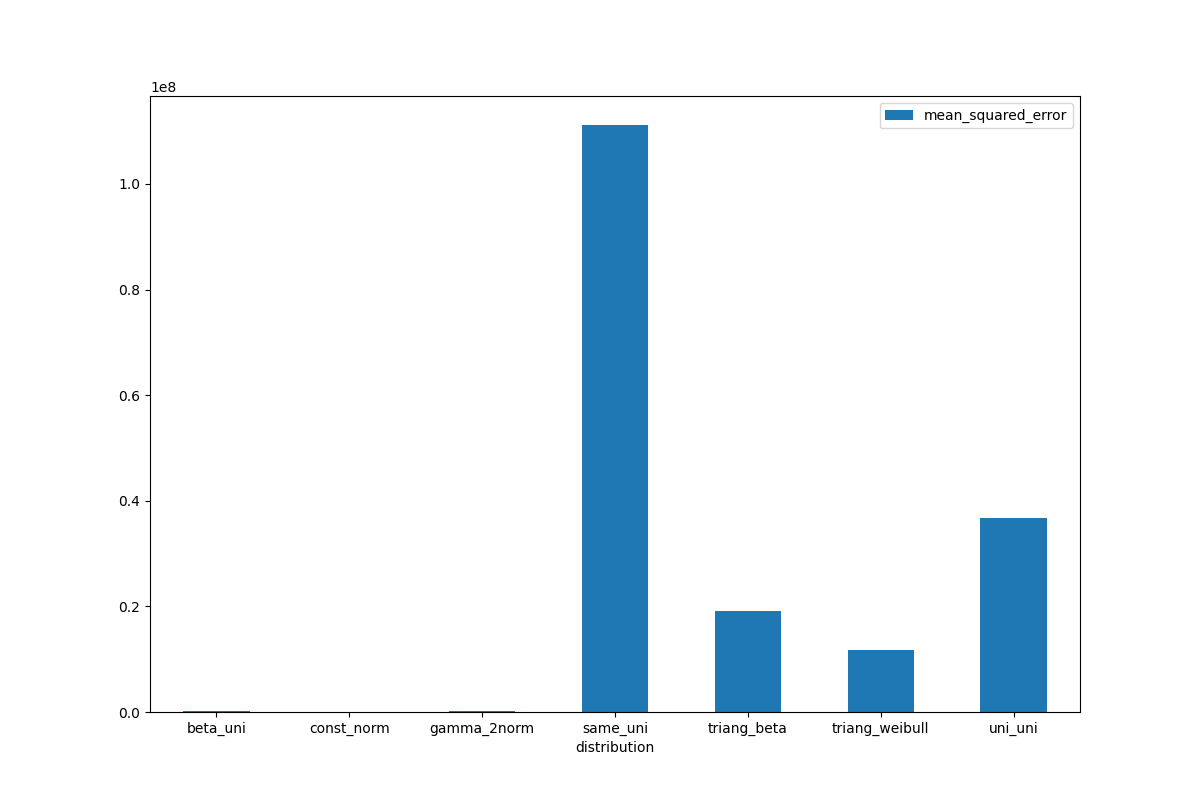 1e8
mean_squared_error
1.0
0.8
0.6
0.4
0.2
0.0
beta_uni const_norm gamma_2norm same_uni triang_beta triang_weibull uni_uni
distribution